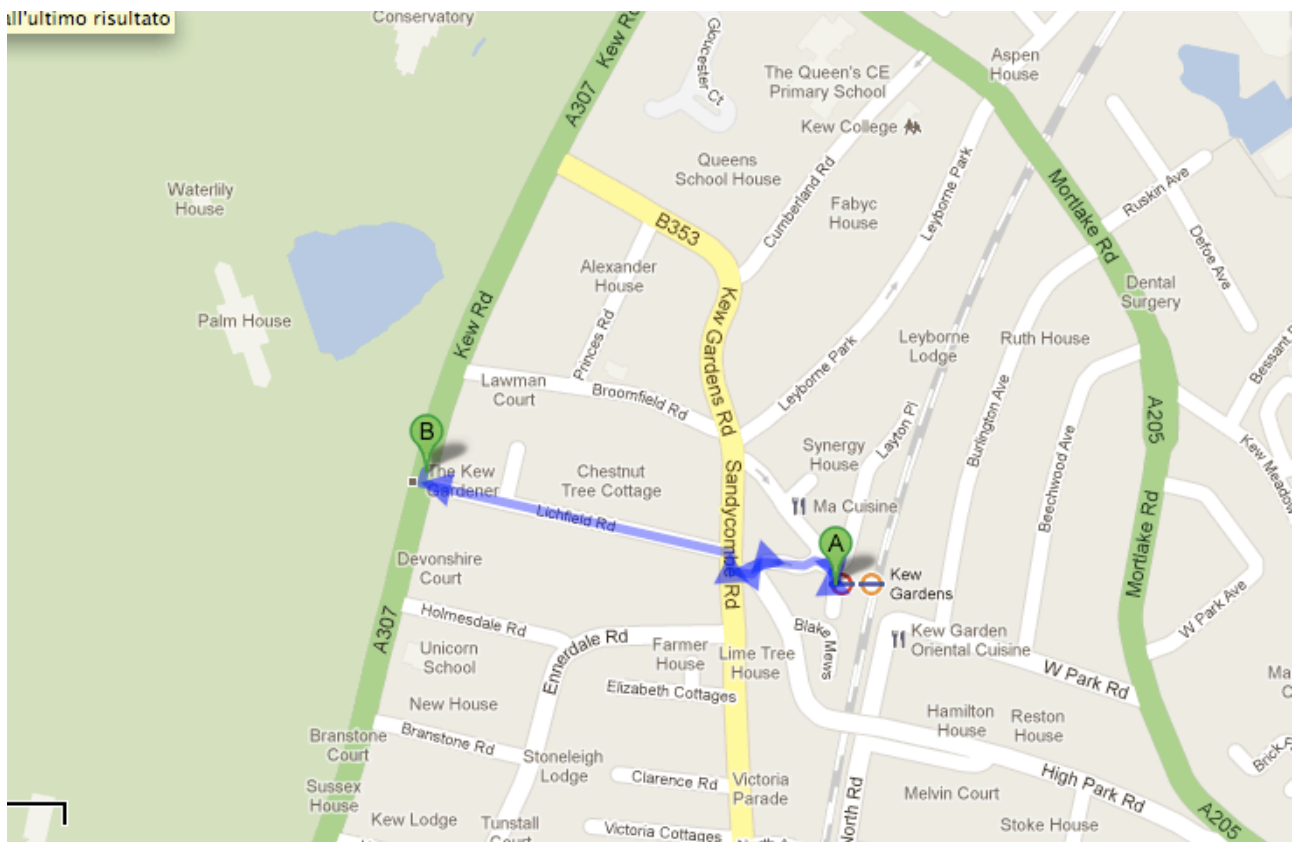 all'ultimo risultato
Conservatory
Kew Rd
A307
Gloucester Ct
The Queen's CE
Primary School
Kew College
Aspen
House
Queens
School House
Cumberland Rd
Fabyc
House
Leyborne Park
Mortlake Rd
Ruskin Ave
Defoe Ave
Waterlily
House
B353
Alexander
House
Dental
Surgery
Palm House
Kew Rd
Princes Rd
Kew Gardens Rd
Leyborne Park
Leyborne
Lodge
Ruth House
Lawman
Court
Broomfield Rd
Layton Pl
Burlington Ave
Beechwood Ave
A205
Bessant
Kew Meadow
B
The Kew
Gardener
Chestnut
Tree Cottage
Synergy
House
Ma Cuisine
Lichfield Rd
Sandycombe Rd
A
Kew
Gardens
Mortlake Rd
W Park Ave
Devonshire
Court
A307
Holmesdale Rd
Unicorn
School
Ennerdale Rd
Farmer
House
Lime Tree
House
Blake Mews
Kew Garden
Oriental Cuisine
W Park Rd
Elizabeth Cottages
New House
Branstone Rd
Branstone
Court
Stoneleigh
Lodge
Hamilton
House
Reston
House
High Park Rd
Sussex
House
Clarence Rd
Victoria
Parade
North Rd
Melvin Court
Kew Lodge
Tunstall
Court
Victoria Cottages
Stoke House
A205